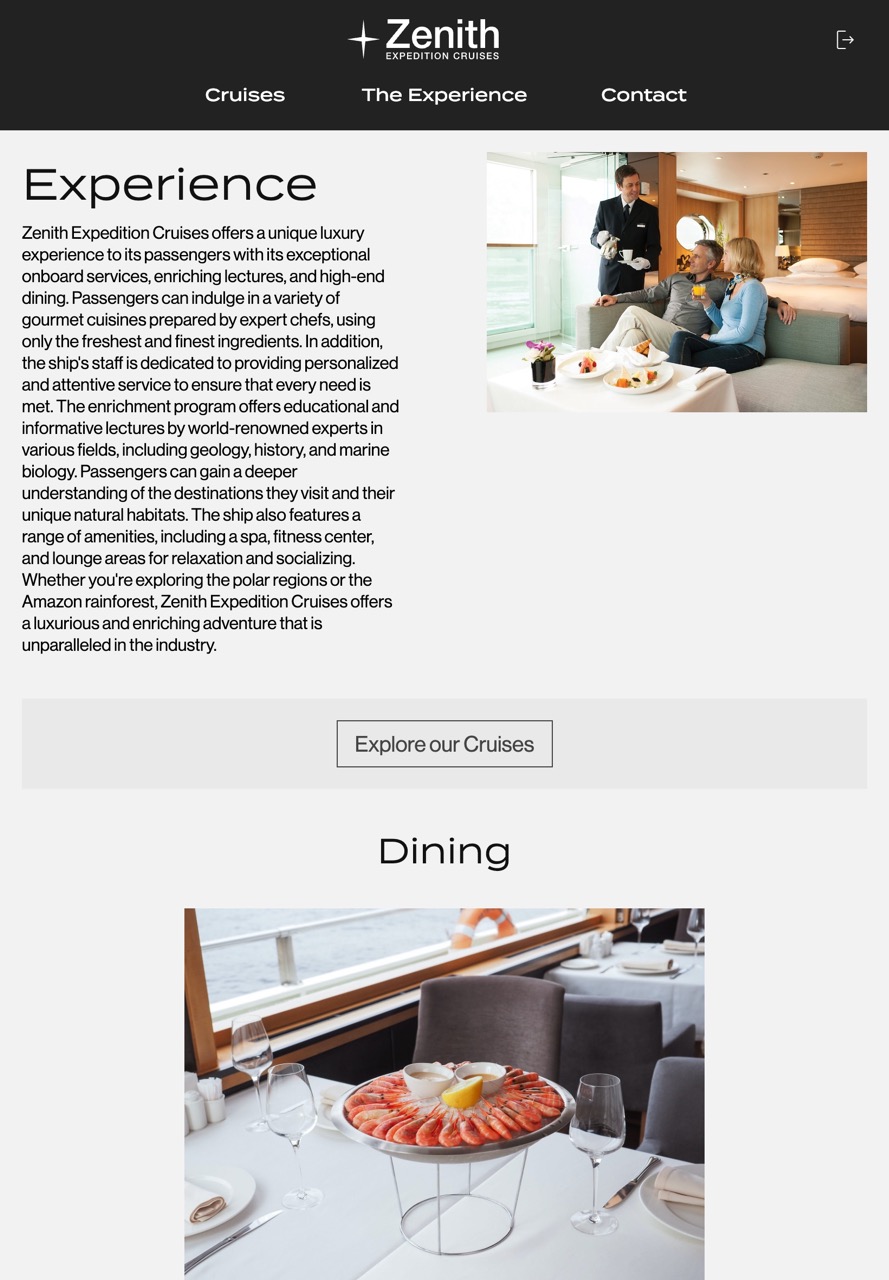 Zenith
EXPEDITION CRUISES
Cruises
The Experience
Contact
Experience
Zenith Expedition Cruises offers a unique luxury
experience to its passengers with its exceptional
onboard services, enriching lectures, and high-end
dining. Passengers can indulge in a variety of
gourmet cuisines prepared by expert chefs, using
only the freshest and finest ingredients. In addition,
the ship's staff is dedicated to providing personalized
and attentive service to ensure that every need is
met. The enrichment program offers educational and
informative lectures by world-renowned experts in
various fields, including geology, history, and marine
biology. Passengers can gain a deeper
understanding of the destinations they visit and their
unique natural habitats. The ship also features a
range of amenities, including a spa, fitness center,
and lounge areas for relaxation and socializing.
Whether you're exploring the polar regions or the
Amazon rainforest, Zenith Expedition Cruises offers
a luxurious and enriching adventure that is
unparalleled in the industry.
Explore our Cruises
Dining